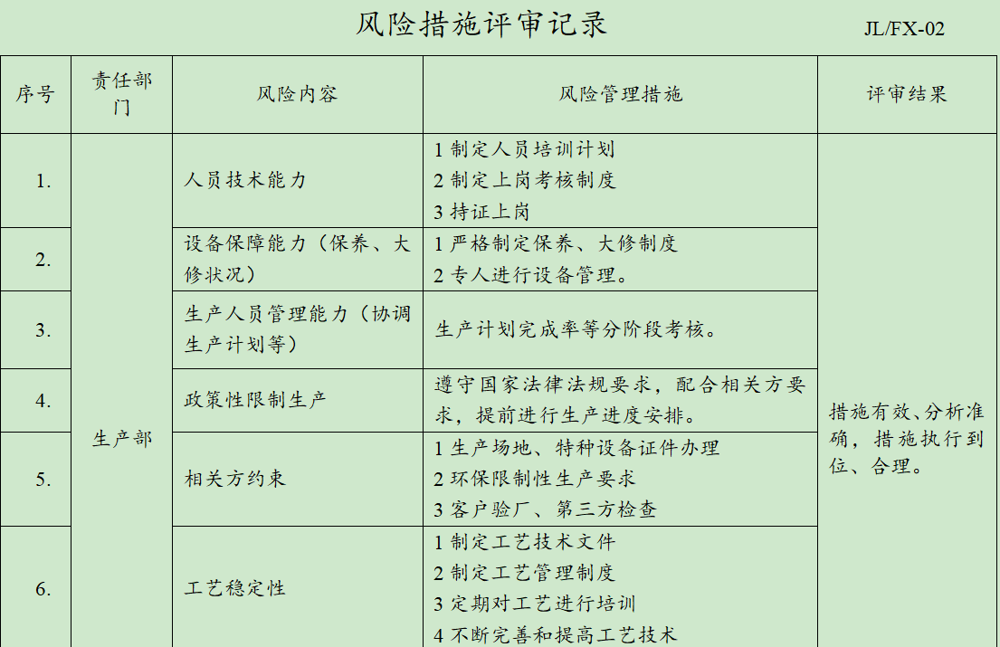 风险措施评审记录
JL/FX-02
序号
责任部
门
风险内容
风险管理措施
评审结果
1.
人员技术能力
1 制定人员培训计划
2 制定上岗考核制度
3 持证上岗
2.
设备保障能力（保养、大
修状况）
1 严格制定保养、大修制度
2 专人进行设备管理。
3.
生产人员管理能力（协调
生产计划等）
生产计划完成率等分阶段考核。
4.
政策性限制生产
遵守国家法律法规要求，配合相关方要
求，提前进行生产进度安排。
生产部
措施有效、分析准
确，措施执行到
位、合理。
5.
相关方约束
1 生产场地、特种设备证件办理
2 环保限制性生产要求
3 客户验厂、第三方检查
6.
工艺稳定性
1 制定工艺技术文件
2 制定工艺管理制度
3 定期对工艺进行培训
4 不断完善和提高工艺技术